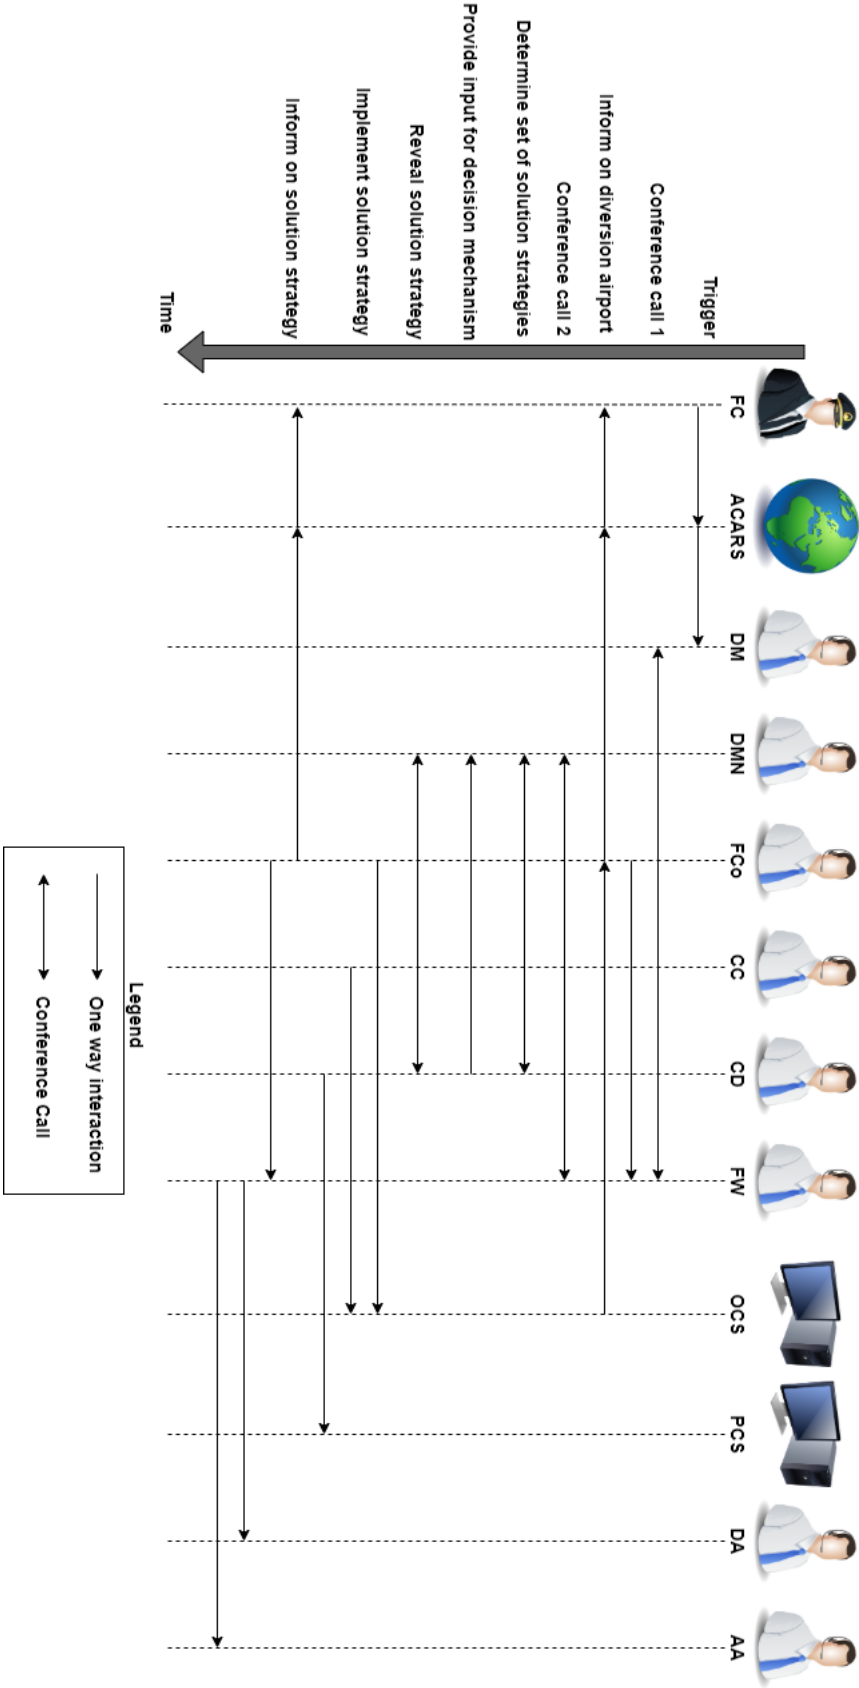 FC
ACARS
DM
DMN
FCo
CC
CD
FW
OCS
PCS
DA
AA
Trigger
Conference call 1
Inform on diversion airport
Conference call 2
Determine set of solution strategies
Provide input for decision mechanism
Reveal solution strategy
Implement solution strategy
Inform on solution strategy
Time
Legend
One way interaction
Conference Call